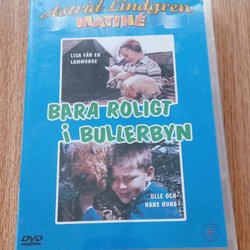 Astrid Lindgren
MATINÉ
LISA FÅR EN
LAMMUNGE
BARA ROLIGT
i BULLERBYN
OLLE OCH
HANS HUND
DVD